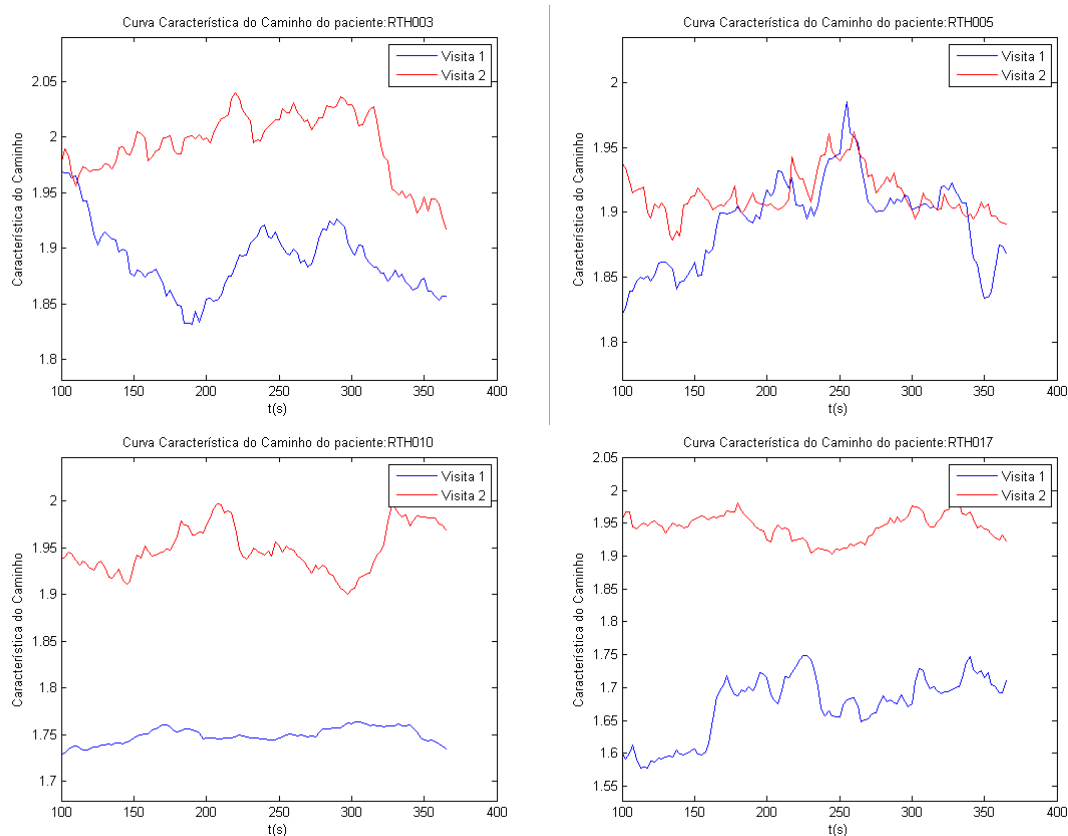 Curva Característica do Caminho do paciente:RTH003
Visita 1
Visita 2
2.05
2
1.95
1.9
1.85
1.8
Característica do Caminho
100 150 200 250 300 350 400
t(s)
Curva Característica do Caminho do paciente:RTH005
Visita 1
Visita 2
2
1.95
1.9
1.85
1.8
Característica do Caminho
100 150 200 250 300 350 400
t(s)
Curva Característica do Caminho do paciente:RTH010
Visita 1
Visita 2
2
1.95
1.9
1.85
1.8
1.75
1.7
Característica do Caminho
100 150 200 250 300 350 400
t(s)
Curva Característica do Caminho do paciente:RTH017
Visita 1
Visita 2
2.05
2
1.95
1.9
1.85
1.8
1.75
1.7
1.65
1.6
1.55
Característica do Caminho
100 150 200 250 300 350 400
t(s)